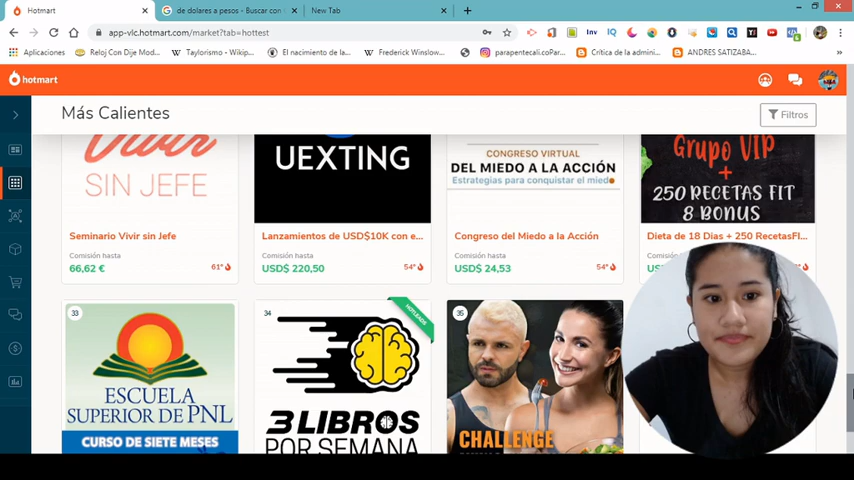 Hotmart
de dolares a pesos - Buscar con
New Tab
app-vlc.hotmart.com/market?tab=hottest
Aplicaciones
Reloj Con Dije Mod...
Taylorismo - Wikip...
El nacimiento de la...
Frederick Winslow...
parapentecali.coPar...
Crítica de la admini...
ANDRES SATIZABA...
hotmart
Más Calientes
Filtros
Vivir
SIN JEFE
UEXTING
CONGRESO VIRTUAL
DEL MIEDO A LA ACCIÓN
Estrategias para conquistar el miedo
Grupo VIP
+
250 RECETAS FIT
8 BONUS
Seminario Vivir sin Jefe
Comisión hasta
66,62 €
61°
Lanzamientos de USD$10K con e...
Comisión hasta
USD$ 220,50
54°
Congreso del Miedo a la Acción
Comisión hasta
USD$ 24,53
54°
Dieta de 18 Dias + 250 RecetasFI...
Comisión hasta
33
ESCUELA
SUPERIOR DE PNL
CURSO DE SIETE MESES
34
HOTLEADS
3 LIBROS
POR SEMANA
35
CHALLENGE